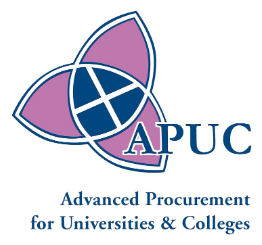 APUC
Advanced Procurement
for Universities & Colleges